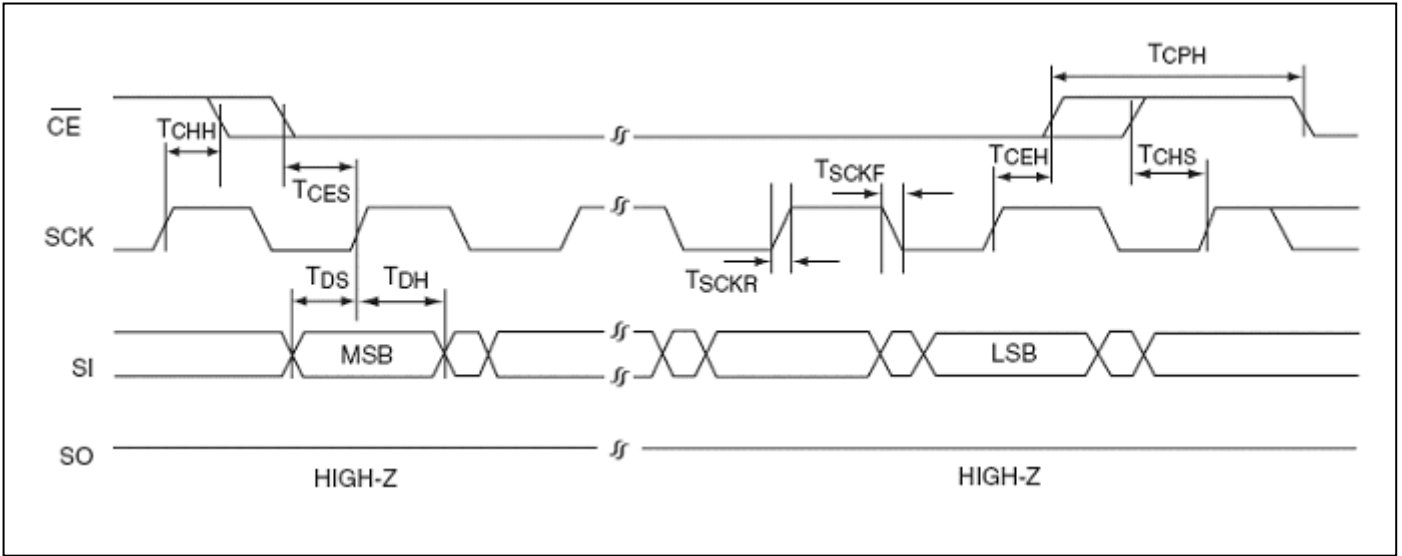 TCPH
CE
TCHH
TCES
TSCKF
TCEH
TCHS
SCK
TDS
TDH
TSCKR
SI
MSB
LSB
SO
HIGH-Z
HIGH-Z